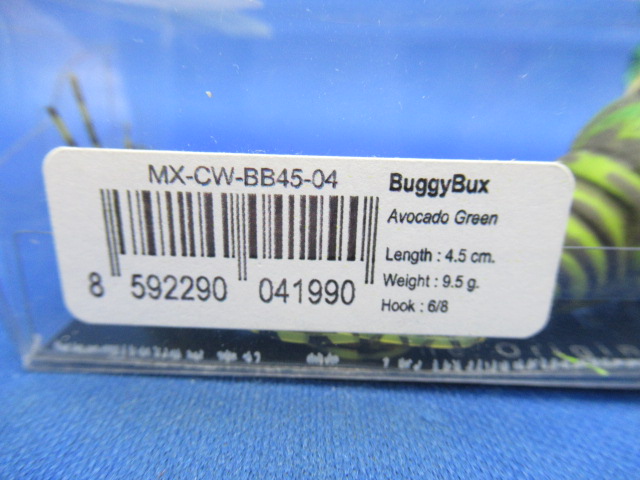 MX-CW-BB45-04
8 592290 041990
BuggyBux
Avocado Green
Length : 4.5 cm.
Weight : 9.5 g.
Hook : 6/8